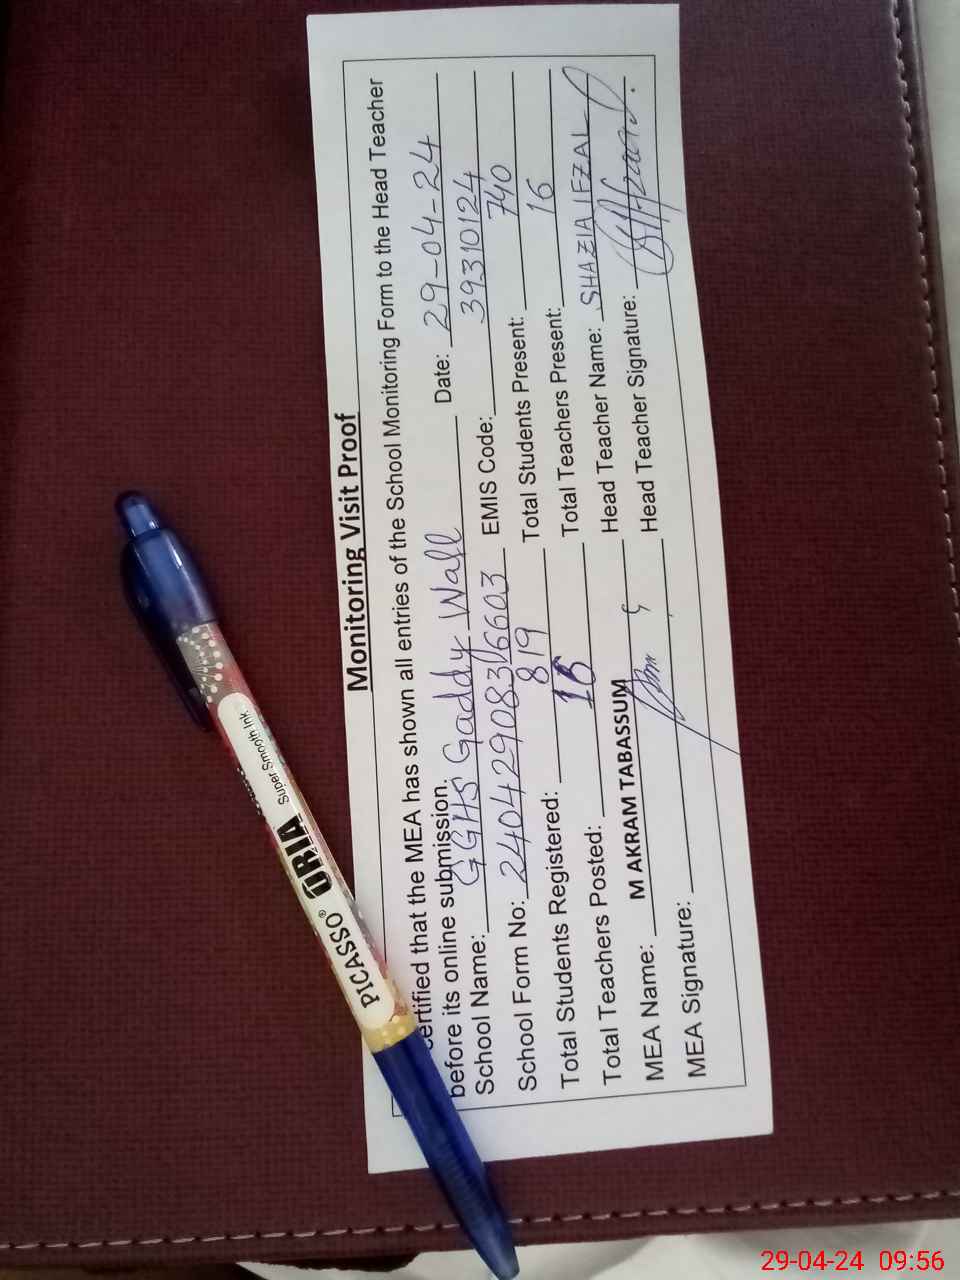 Monitoring Visit Proof
ertified that the MEA has shown all entries of the School Monitoring Form to the Head Teacher
before its online submission.
School Name: GGHS Gaddy Wall Date: 29-04-24
School Form No: 24042908316603 EMIS Code: 39310124
Total Students Registered: 819 Total Students Present: 740
Total Teachers Posted: 16 Total Teachers Present: 16
MEA Name: M AKRAM TABASSUM Head Teacher Name: SHAZIA IFZAL
MEA Signature: Head Teacher Signature:
PICASSO® ORIA Super Smooth Ink
29-04-24 09:56